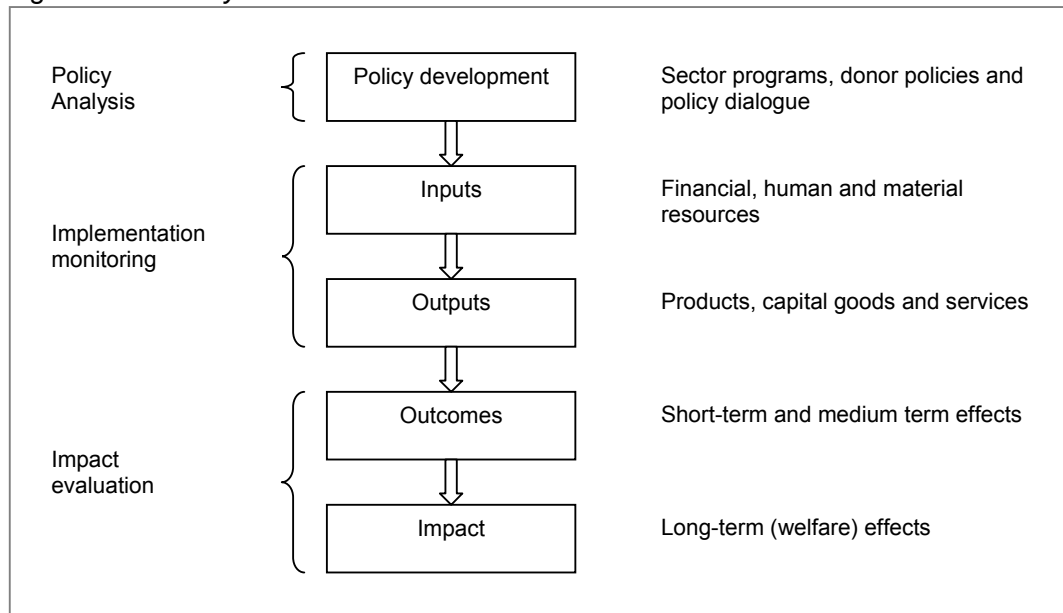 Policy
Analysis
Policy development
Sector programs, donor policies and
policy dialogue
Inputs
Financial, human and material
resources
Implementation
monitoring
Outputs
Products, capital goods and services
Outcomes
Short-term and medium term effects
Impact
evaluation
Impact
Long-term (welfare) effects